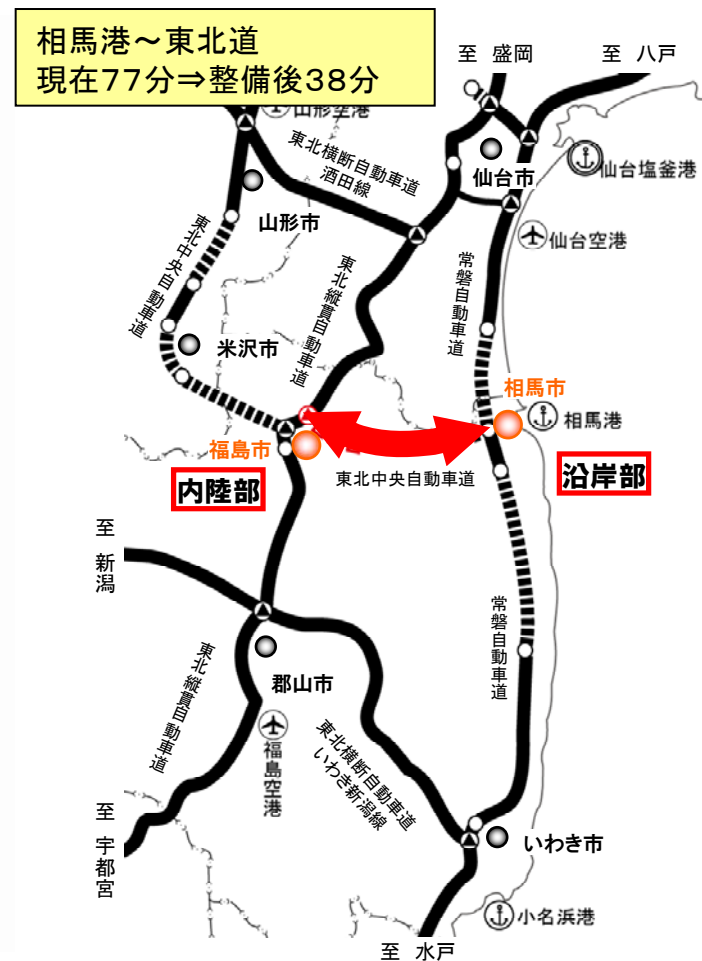 相馬港～東北道
現在77分⇒整備後38分
至 盛岡
至 八戸
山形空港
東北横断自動車道
酒田線
仙台市
仙台塩釜港
山形市
仙台空港
東北中央自動車道
東北縦貫自動車道
常磐自動車道
米沢市
相馬市
相馬港
福島市
東北中央自動車道
内陸部
沿岸部
至 新潟
常磐自動車道
東北縦貫自動車道
郡山市
福島空港
東北横断自動車道
いわき新潟線
至 宇都宮
いわき市
小名浜港
至 水戸